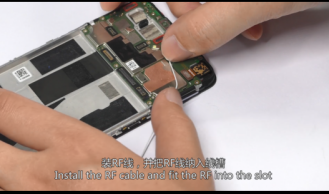 装RF线，并把RF线纳入线槽
Install the RF cable and fit the RF into the slot